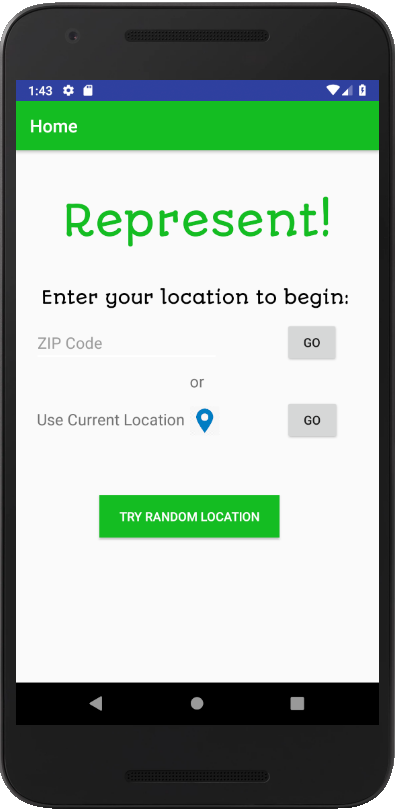 1:43
Home
Represent!
Enter your location to begin:
ZIP Code GO
or
Use Current Location GO
TRY RANDOM LOCATION